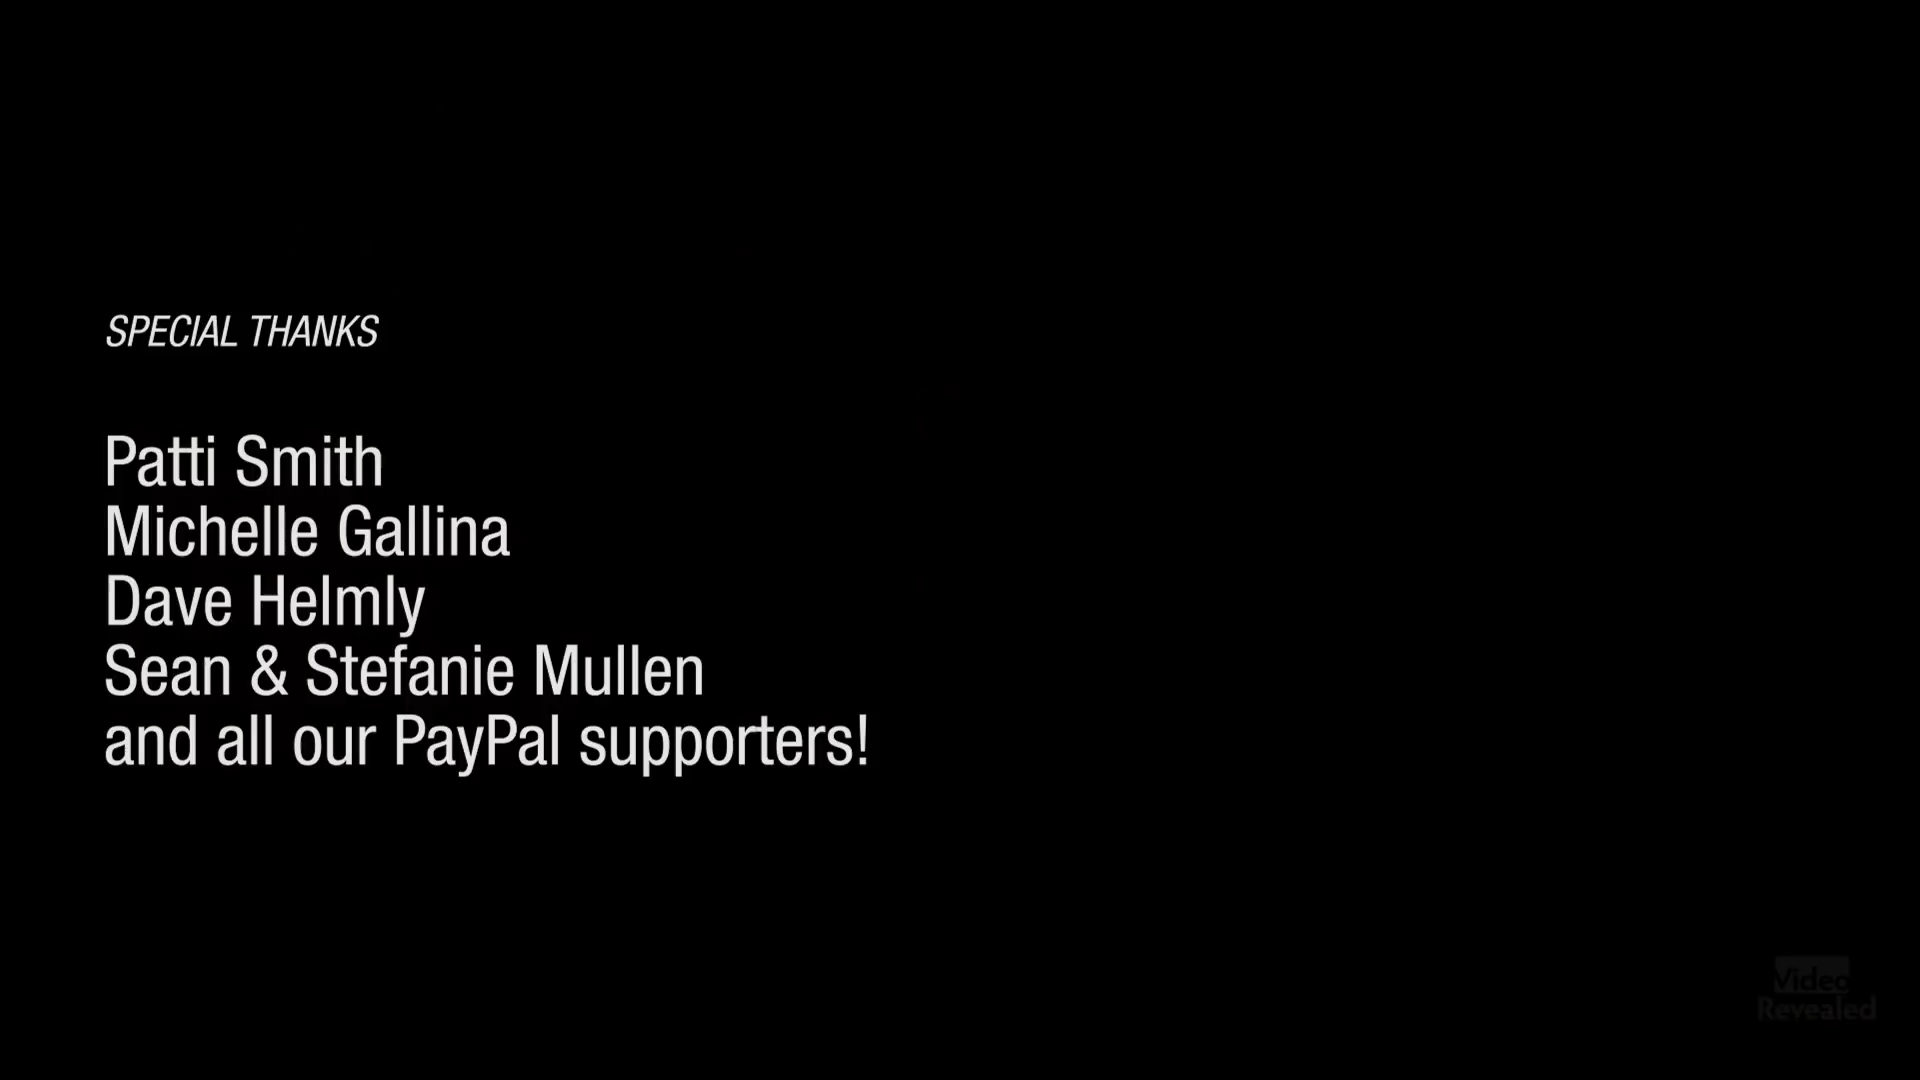 SPECIAL THANKS
Patti Smith
Michelle Gallina
Dave Helmly
Sean & Stefanie Mullen
and all our PayPal supporters!
Video
Revealed